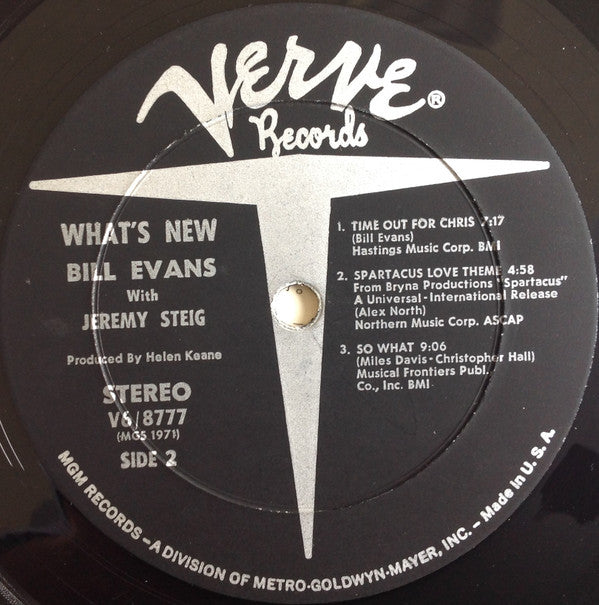 VERVE®
Records
WHAT'S NEW
BILL EVANS
With
JEREMY STEIG
Produced By Helen Keane
STEREO
V6/8777
(MGS 1971)
SIDE 2
1. TIME OUT FOR CHRIS 7:17
(Bill Evans)
Hastings Music Corp. BMI
2. SPARTACUS LOVE THEME 4:58
From Bryna Productions "Spartacus"
A Universal-International Release
(Alex North)
Northern Music Corp. ASCAP
3. SO WHAT 9:06
(Miles Davis-Christopher Hall)
Musical Frontiers Publ.
Co., Inc. BMI
MGM RECORDS – A DIVISION OF METRO-GOLDWYN-MAYER, INC. – Made in U. S. A.